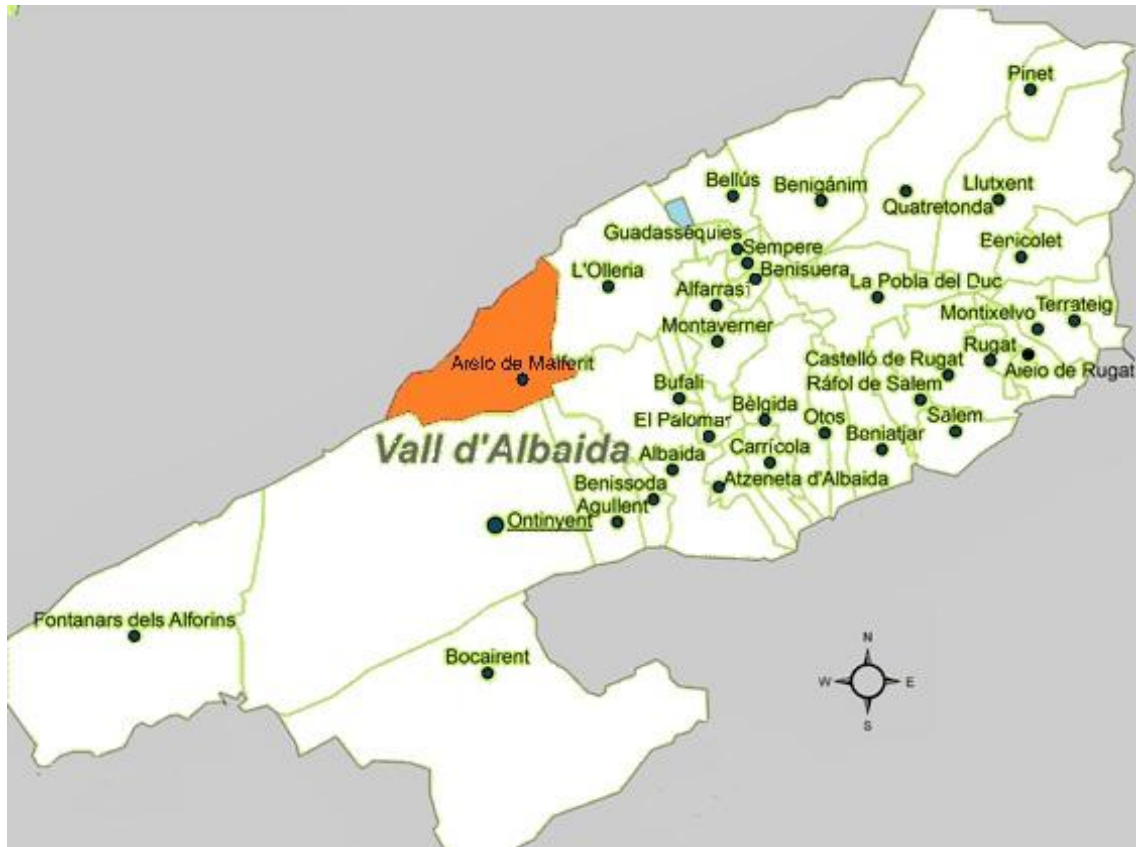 Pinet
Bellús
Benigánim
Quatretonda
Llutxent
Guadasséquies
Sempere
Eenicolet
L'Olleria
Benisuera
Alfarrasí
La Pobla del Duc
Montixelvo
Terrateig
Montaverner
Rugat
Aielo de Rugat
Aielo de Malferit
Castelló de Rugat
Ráfol de Salem
Bufali
Bèlgida
El Palomar
Otos
Salem
Vall d'Albaida
Albaida
Carrícola
Beniatjar
Benissoda
Atzeneta d'Albaida
Agullent
Ontinyent
Fontanars dels Alforins
Bocairent
N
W E
S